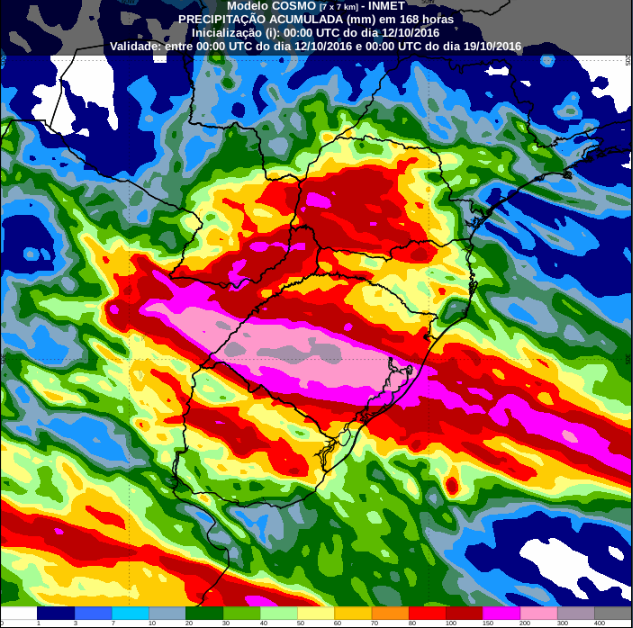 Modelo COSMO [7 x 7 km] - INMET
PRECIPITAÇÃO ACUMULADA (mm) em 168 horas
Inicialização (i): 00:00 UTC do dia 12/10/2016
Validade: entre 00:00 UTC do dia 12/10/2016 e 00:00 UTC do dia 19/10/2016
0 1 3 7 10 20 30 40 50 60 70 80 100 150 200 300 400